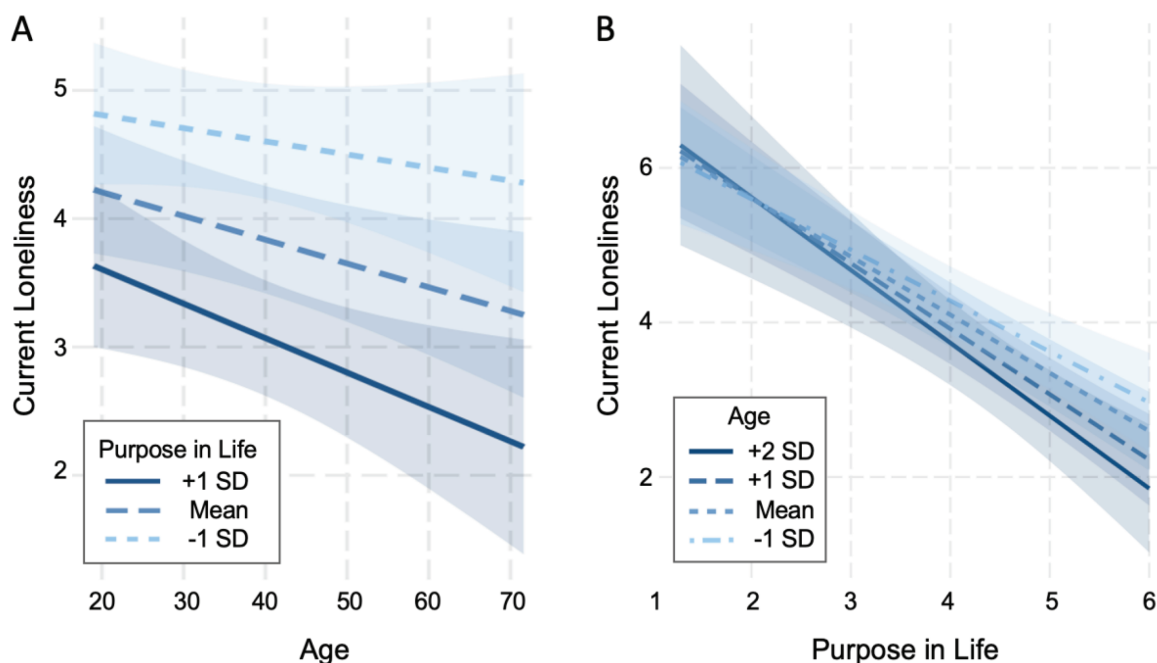 A
5
4
3
2
Current Loneliness
Purpose in Life
+1 SD
Mean
-1 SD
20 30 40 50 60 70
Age
B
6
4
2
Current Loneliness
Age
+2 SD
+1 SD
Mean
-1 SD
1 2 3 4 5 6
Purpose in Life